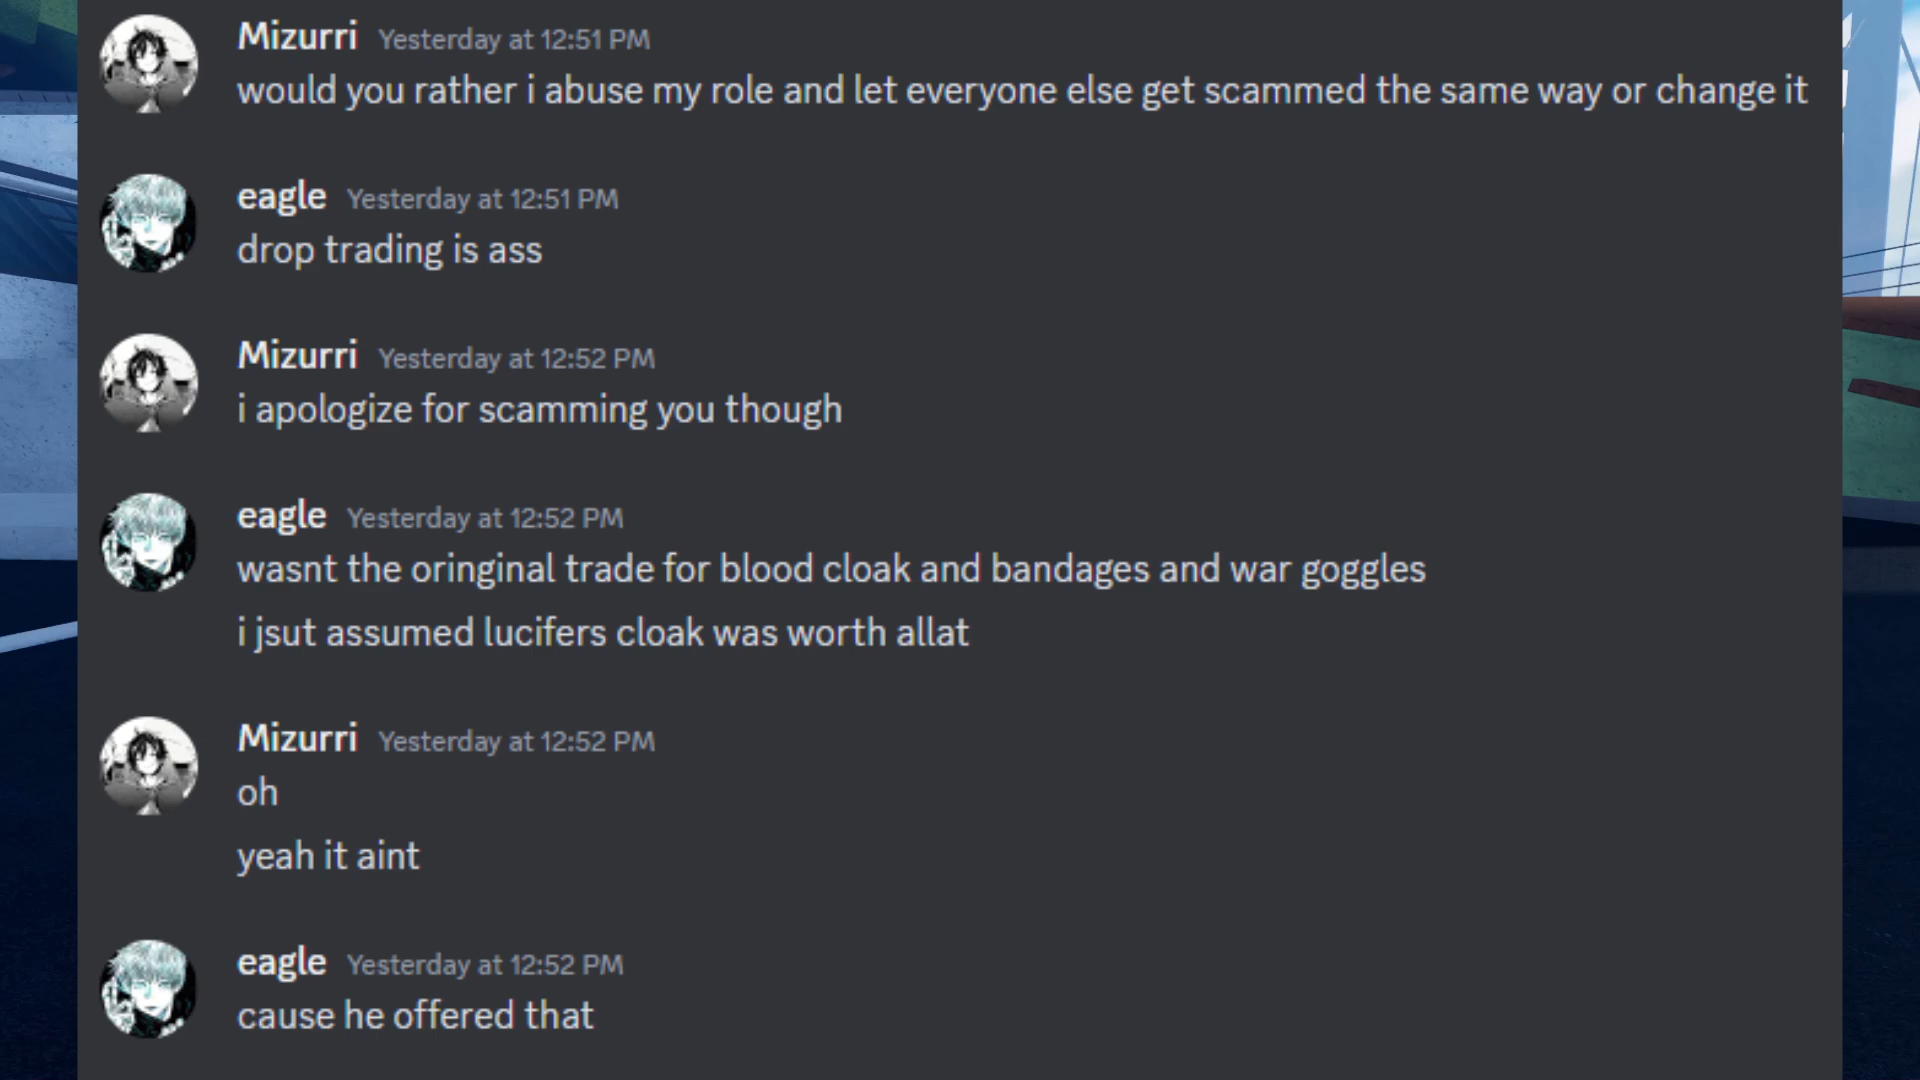 Mizurri Yesterday at 12:51 PM
would you rather i abuse my role and let everyone else get scammed the same way or change it
eagle Yesterday at 12:51 PM
drop trading is ass
Mizurri Yesterday at 12:52 PM
i apologize for scamming you though
eagle Yesterday at 12:52 PM
wasnt the oringinal trade for blood cloak and bandages and war goggles
i jsut assumed lucifers cloak was worth allat
Mizurri Yesterday at 12:52 PM
oh
yeah it aint
eagle Yesterday at 12:52 PM
cause he offered that